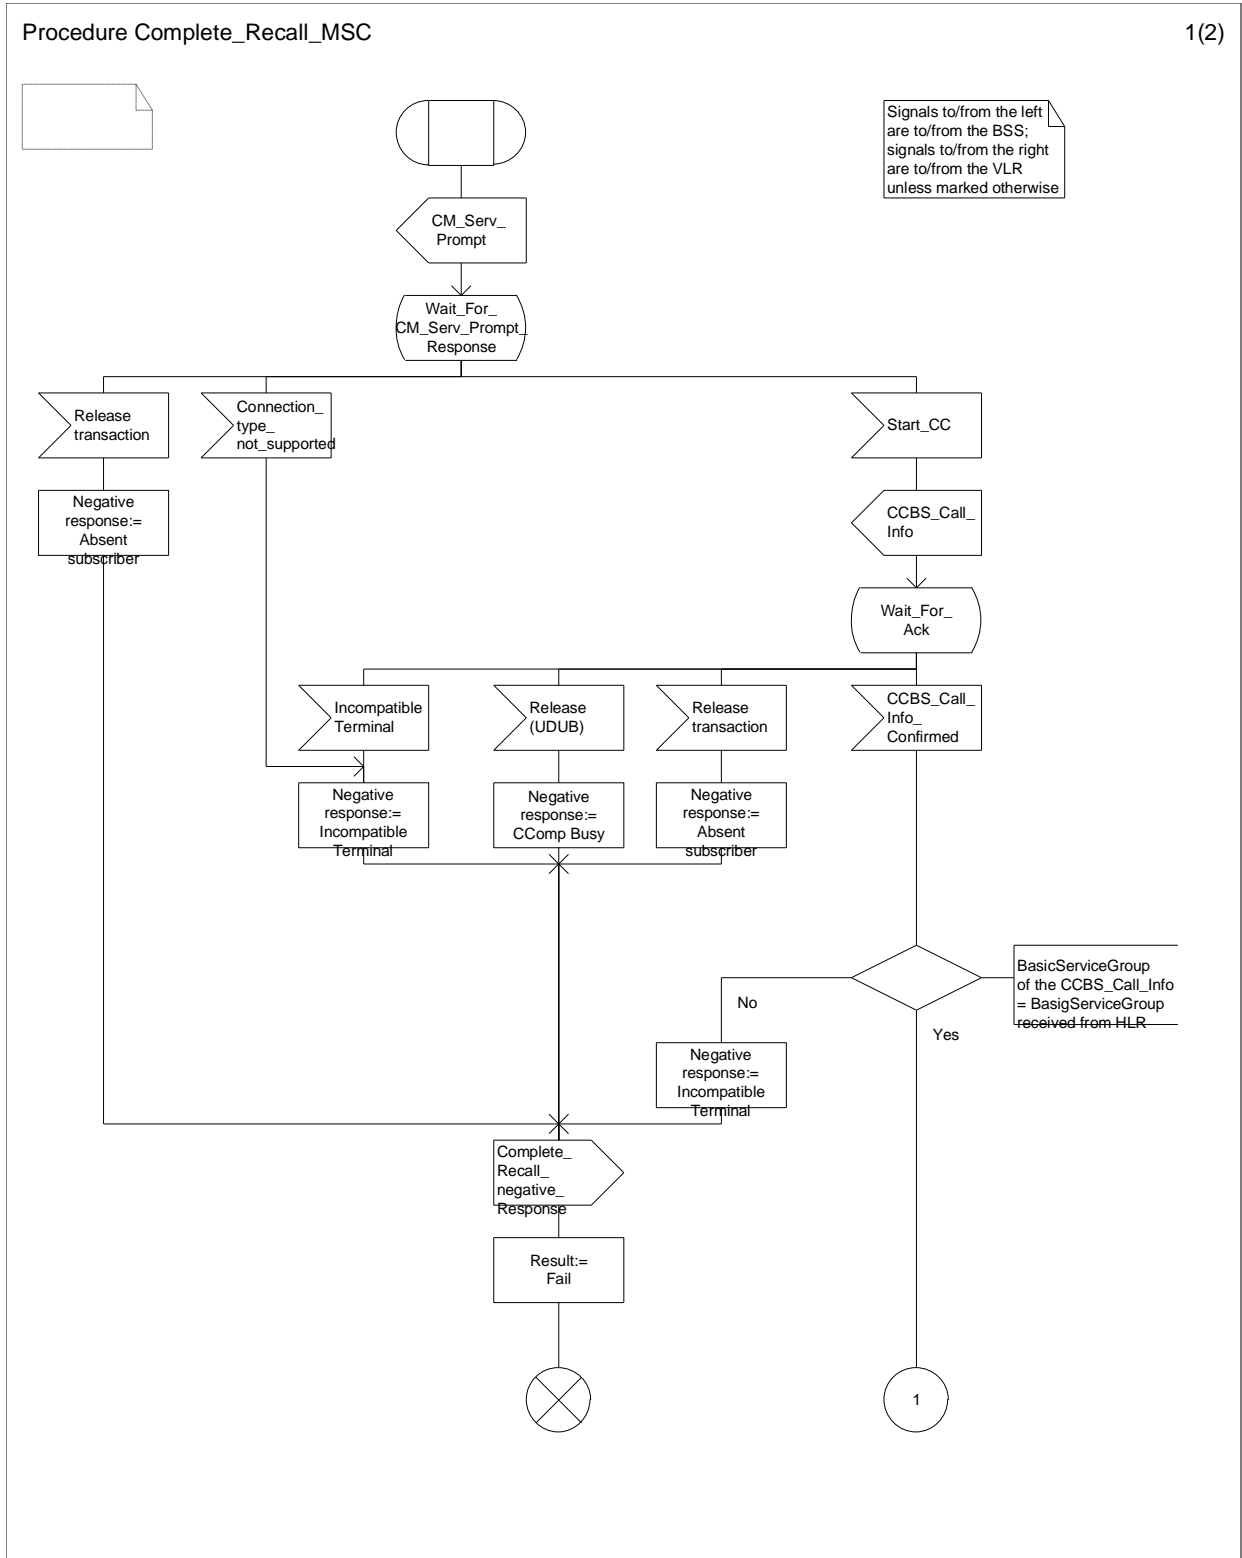 Procedure Complete_Recall_MSC
1(2)
Signals to/from the left
are to/from the BSS;
signals to/from the right
are to/from the VLR
unless marked otherwise
CM_Serv_
Prompt
Wait_For_
CM_Serv_Prompt_
Response
Release
transaction
Connection_
type_
not_supported
Start_CC
Negative
response:=
Absent
subscriber
CCBS_Call_
Info
Wait_For_
Ack
Incompatible
Terminal
Release
(UDUB)
Release
transaction
CCBS_Call_
Info_
Confirmed
Negative
response:=
Incompatible
Terminal
Negative
response:=
CComp Busy
Negative
response:=
Absent
subscriber
BasicServiceGroup
of the CCBS_Call_Info
= BasigServiceGroup
received from HLR
No
Yes
Negative
response:=
Incompatible
Terminal
Complete_
Recall_
negative_
Response
Result:=
Fail
1